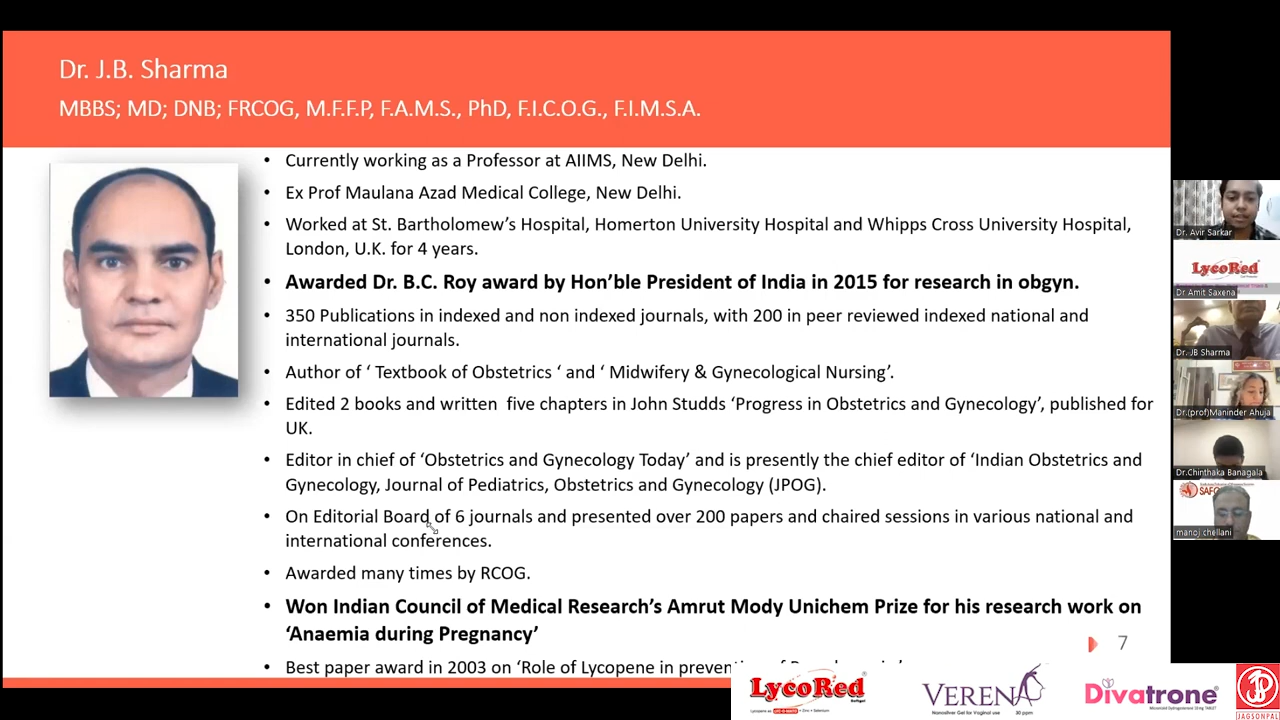 Dr. J.B. Sharma
MBBS; MD; DNB; FRCOG, M.F.F.P, F.A.M.S., PhD, F.I.C.O.G., F.I.M.S.A.
• Currently working as a Professor at AIIMS, New Delhi.
• Ex Prof Maulana Azad Medical College, New Delhi.
• Worked at St. Bartholomew’s Hospital, Homerton University Hospital and Whipps Cross University Hospital,
London, U.K. for 4 years.
• Awarded Dr. B.C. Roy award by Hon’ble President of India in 2015 for research in obgyn.
• 350 Publications in indexed and non indexed journals, with 200 in peer reviewed indexed national and
international journals.
• Author of ‘ Textbook of Obstetrics ‘ and ‘ Midwifery & Gynecological Nursing’.
• Edited 2 books and written five chapters in John Studds ‘Progress in Obstetrics and Gynecology’, published for
UK.
• Editor in chief of ‘Obstetrics and Gynecology Today’ and is presently the chief editor of ‘Indian Obstetrics and
Gynecology, Journal of Pediatrics, Obstetrics and Gynecology (JPOG).
• On Editorial Board of 6 journals and presented over 200 papers and chaired sessions in various national and
international conferences.
• Awarded many times by RCOG.
• Won Indian Council of Medical Research’s Amrut Mody Unichem Prize for his research work on
‘Anaemia during Pregnancy’
7
• Best paper award in 2003 on ‘Role of Lycopene in
Dr. Avir Sarkar
LycoRed
Dr Amit Saxena
Dr. JB Sharma
Dr.(prof)Maninder Ahuja
Dr.Chinthaka Banagala
manoj chellani
LycoRed
VERENA
Nanosilver Gel for Vaginal use 30 ppm
Divatrone
JAGSONPAL